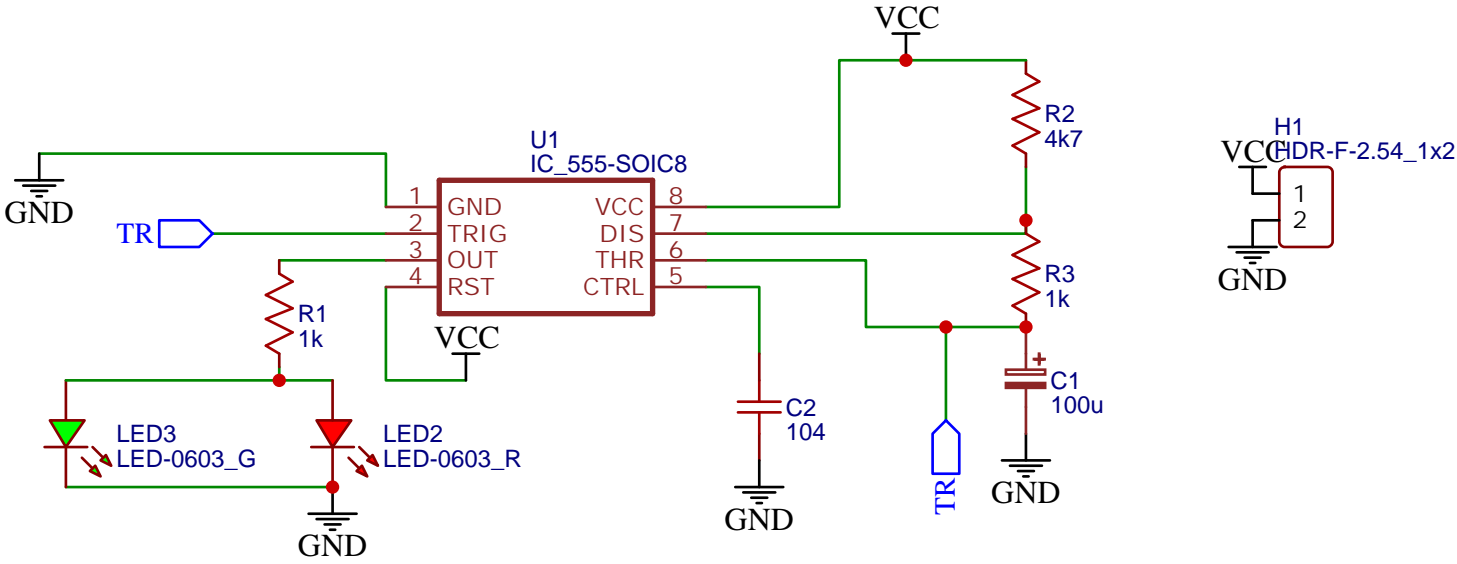 VCC
R2
4k7
H1
HDR-F-2.54_1x2
VCC
1
2
GND
U1
IC_555-SOIC8
GND
TR
1 GND VCC 8
2 TRIG DIS 7
3 OUT THR 6
4 RST CTRL 5
R3
1k
R1
1k
VCC
+
C1
100u
C2
104
LED3
LED-0603_G
LED2
LED-0603_R
TR
GND
GND
GND